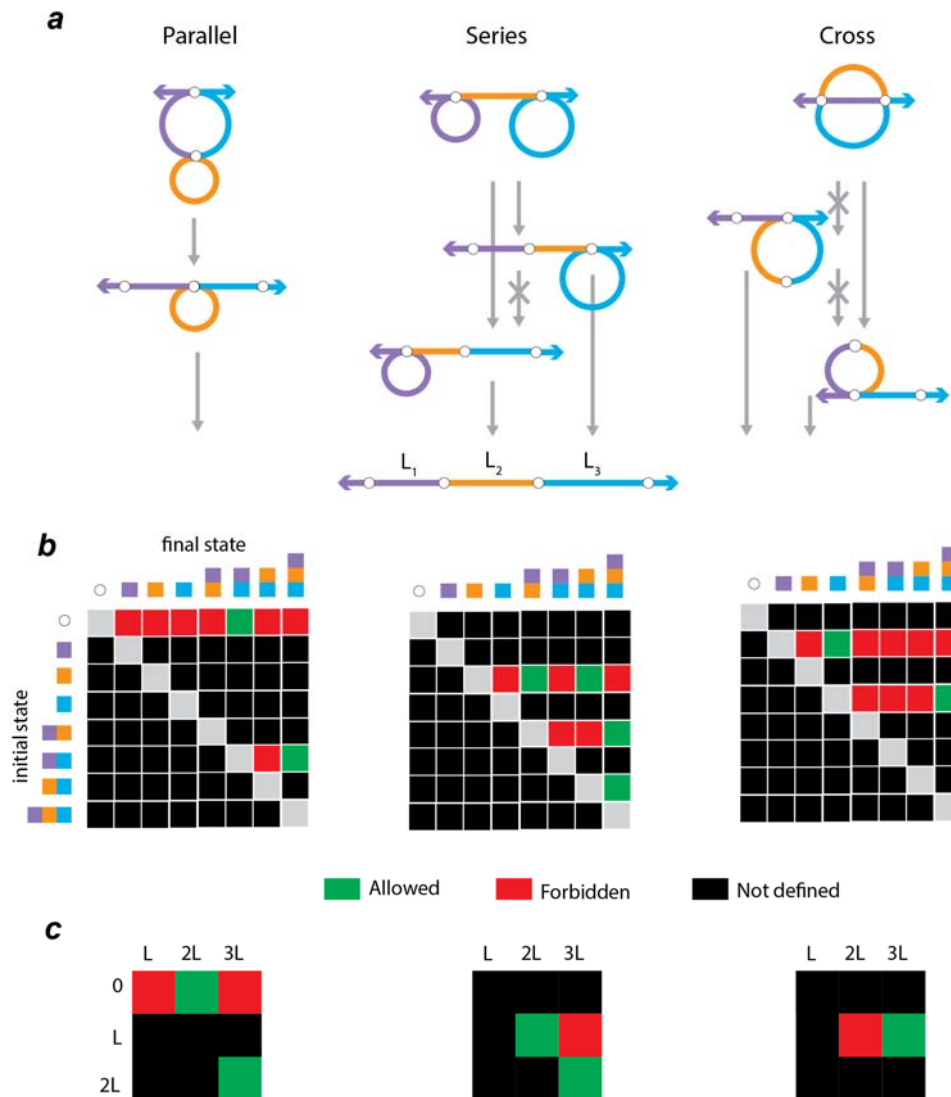 a
Parallel Series Cross
L1 L2 L3
b
final state
initial state
Allowed Forbidden Not defined
c
L 2L 3L L 2L 3L L 2L 3L
0
L
2L